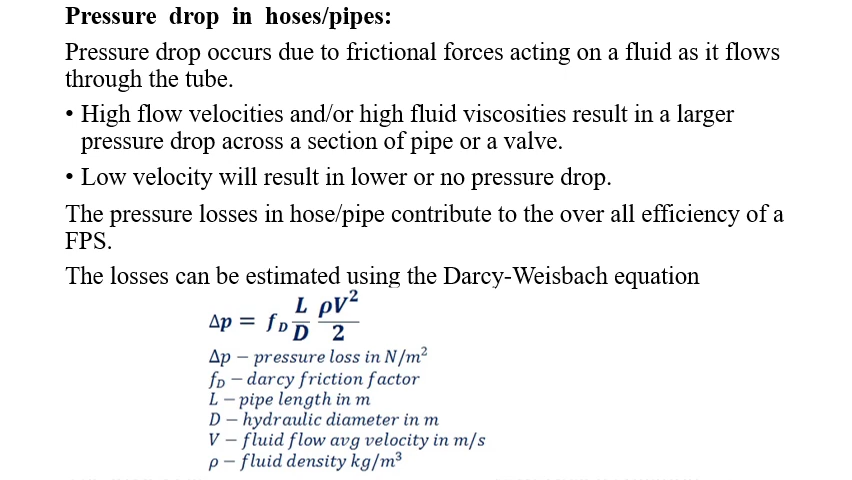 Pressure drop in hoses/pipes:
Pressure drop occurs due to frictional forces acting on a fluid as it flows
through the tube.
• High flow velocities and/or high fluid viscosities result in a larger
pressure drop across a section of pipe or a valve.
• Low velocity will result in lower or no pressure drop.
The pressure losses in hose/pipe contribute to the over all efficiency of a
FPS.
The losses can be estimated using the Darcy-Weisbach equation
Δp = f_D L/D ρV²/2
Δp – pressure loss in N/m²
f_D – darcy friction factor
L – pipe length in m
D – hydraulic diameter in m
V – fluid flow avg velocity in m/s
ρ – fluid density kg/m³